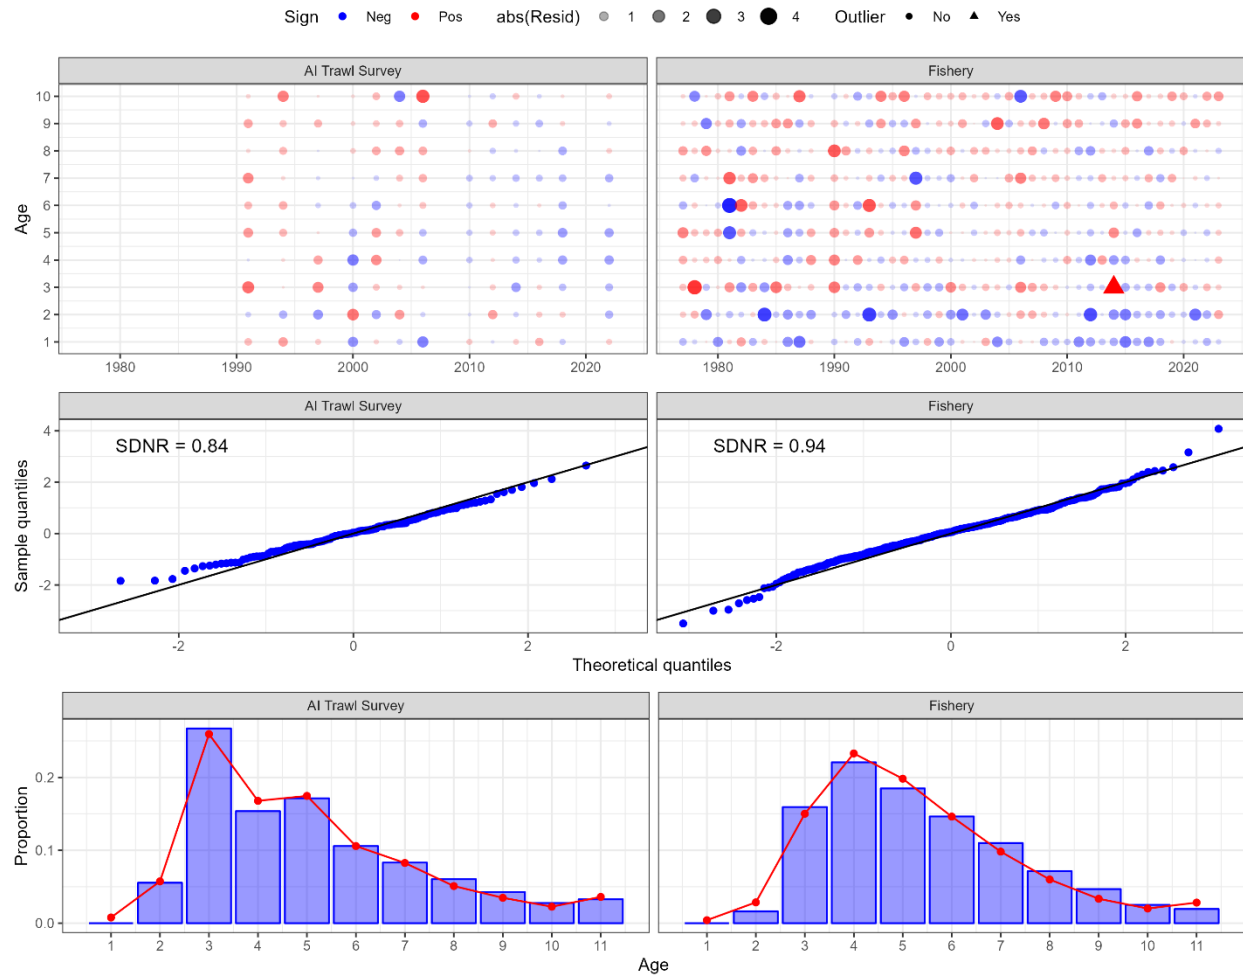 Sign Neg Pos abs(Resid) 1 2 3 4 Outlier No Yes
AI Trawl Survey Fishery
10
9
8
7
6
5
4
3
2
1
Age
1980 1990 2000 2010 2020 1980 1990 2000 2010 2020
AI Trawl Survey Fishery
SDNR = 0.84 SDNR = 0.94
4
2
0
-2
Sample quantiles
-2 0 2 -2 0 2
Theoretical quantiles
AI Trawl Survey Fishery
0.2
0.1
0.0
Proportion
1 2 3 4 5 6 7 8 9 10 11 1 2 3 4 5 6 7 8 9 10 11
Age